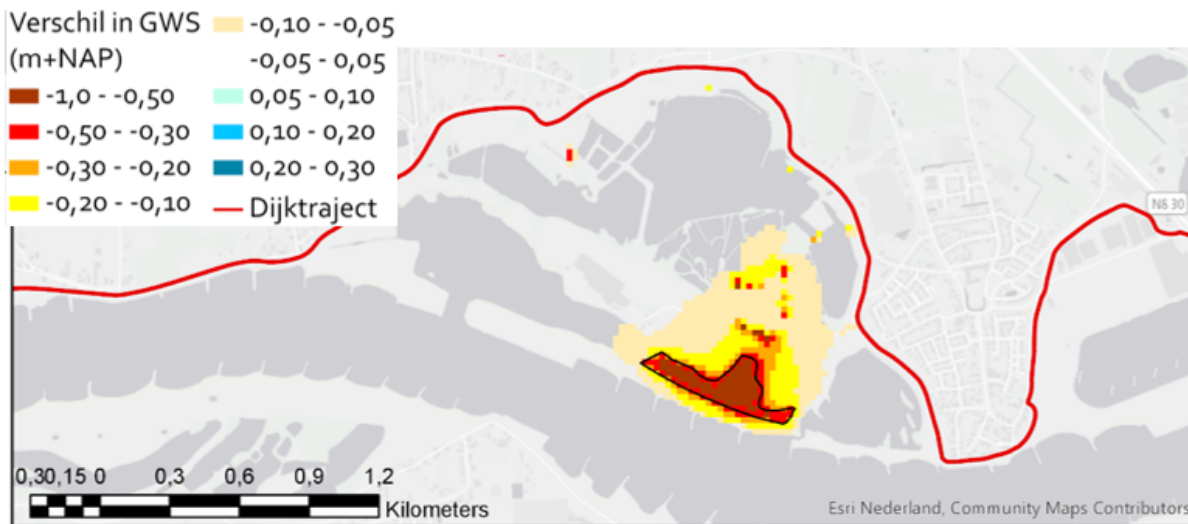 Verschil in GWS
(m+NAP)
-1,0 - -0,50
-0,50 - -0,30
-0,30 - -0,20
-0,20 - -0,10
-0,10 - -0,05
-0,05 - 0,05
0,05 - 0,10
0,10 - 0,20
0,20 - 0,30
Dijktraject
N830
0,30,15 0 0,3 0,6 0,9 1,2
Kilometers
Esri Nederland, Community Maps Contributors